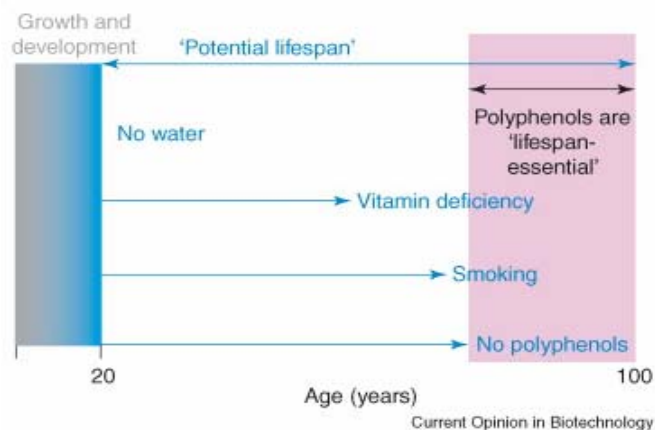 Growth and
development
‘Potential lifespan’
Polyphenols are
‘lifespan-
essential’
No water
Vitamin deficiency
Smoking
No polyphenols
20
100
Age (years)
Current Opinion in Biotechnology